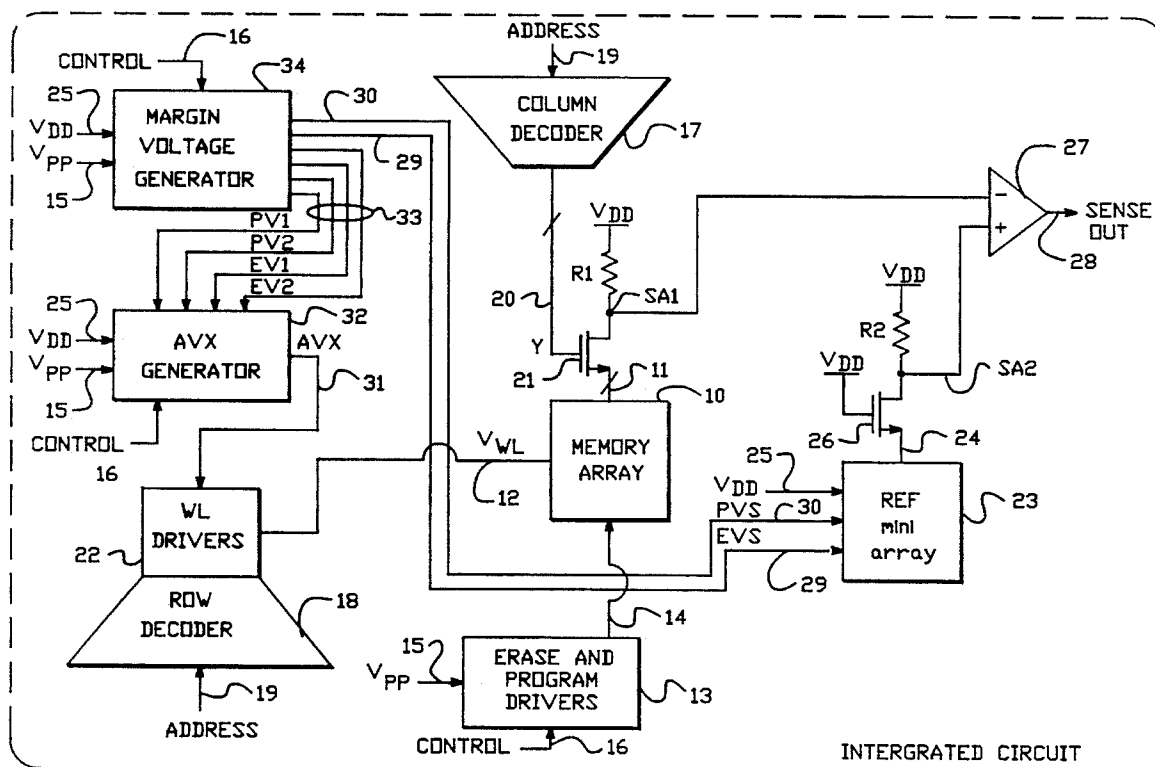 16
CONTROL
34
25
VDD
VPP
15
MARGIN
VOLTAGE
GENERATOR
30
29
33
PV1
PV2
EV1
EV2
ADDRESS
19
COLUMN
DECODER
17
27
-
+
SENSE
OUT
28
VDD
R1
SA1
20
Y
21
11
10
25
VDD
VPP
15
32
AVX
GENERATOR
AVX
31
CONTROL
16
VDD
R2
SA2
VDD
26
24
VWL
12
MEMORY
ARRAY
25
VDD
PVS
30
EVS
29
REF
mini
array
23
WL
DRIVERS
22
ROW
DECODER
18
19
ADDRESS
14
15
VPP
ERASE AND
PROGRAM
DRIVERS
13
CONTROL
16
INTERGRATED CIRCUIT